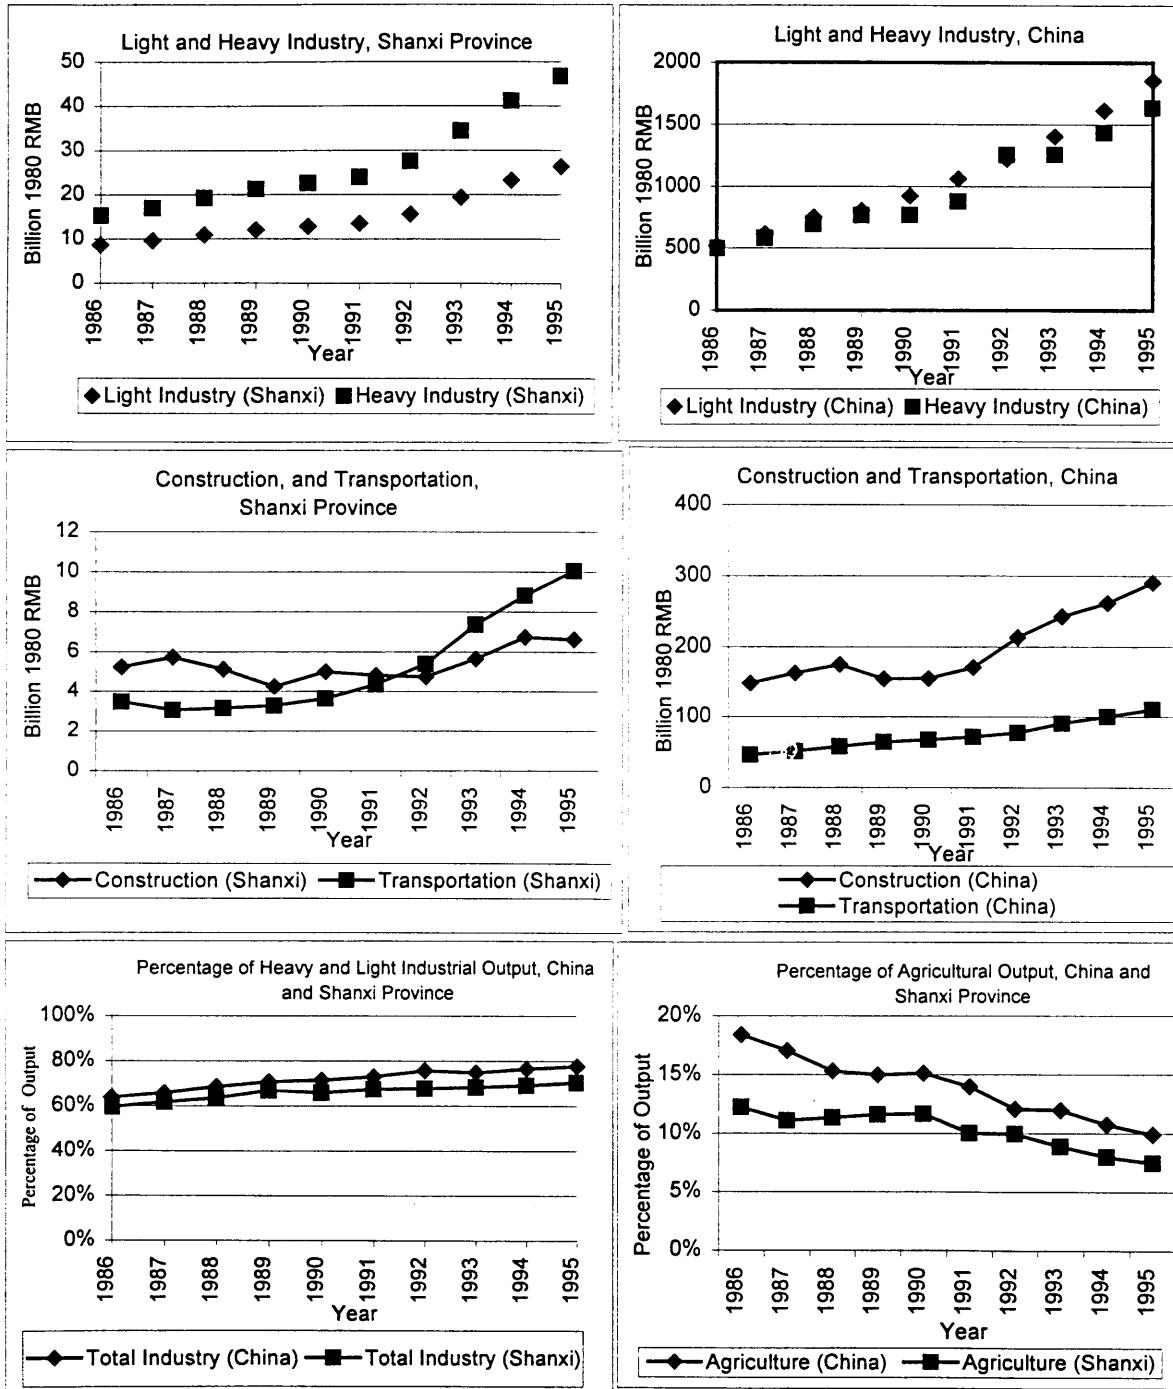 Light and Heavy Industry, Shanxi Province
Billion 1980 RMB
50
40
30
20
10
0
1986 1987 1988 1989 1990 1991 1992 1993 1994 1995
Year
Light Industry (Shanxi) Heavy Industry (Shanxi)
Light and Heavy Industry, China
Billion 1980 RMB
2000
1500
1000
500
0
1986 1987 1988 1989 1990 1991 1992 1993 1994 1995
Year
Light Industry (China) Heavy Industry (China)
Construction, and Transportation,
Shanxi Province
Billion 1980 RMB
12
10
8
6
4
2
0
1986 1987 1988 1989 1990 1991 1992 1993 1994 1995
Year
Construction (Shanxi) Transportation (Shanxi)
Construction and Transportation, China
Billion 1980 RMB
400
300
200
100
0
1986 1987 1988 1989 1990 1991 1992 1993 1994 1995
Year
Construction (China)
Transportation (China)
Percentage of Heavy and Light Industrial Output, China
and Shanxi Province
Percentage of Output
100%
80%
60%
40%
20%
0%
1986 1987 1988 1989 1990 1991 1992 1993 1994 1995
Year
Total Industry (China) Total Industry (Shanxi)
Percentage of Agricultural Output, China and
Shanxi Province
Percentage of Output
20%
15%
10%
5%
0%
1986 1987 1988 1989 1990 1991 1992 1993 1994 1995
Year
Agriculture (China) Agriculture (Shanxi)